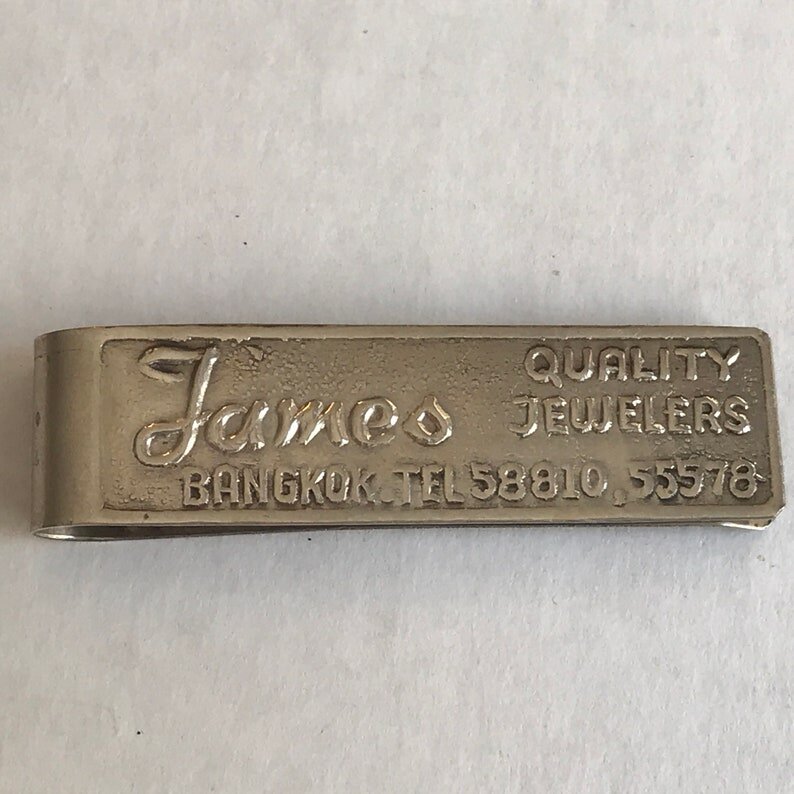 James
QUALITY
JEWELERS
BANGKOK.TEL 58810, 55578